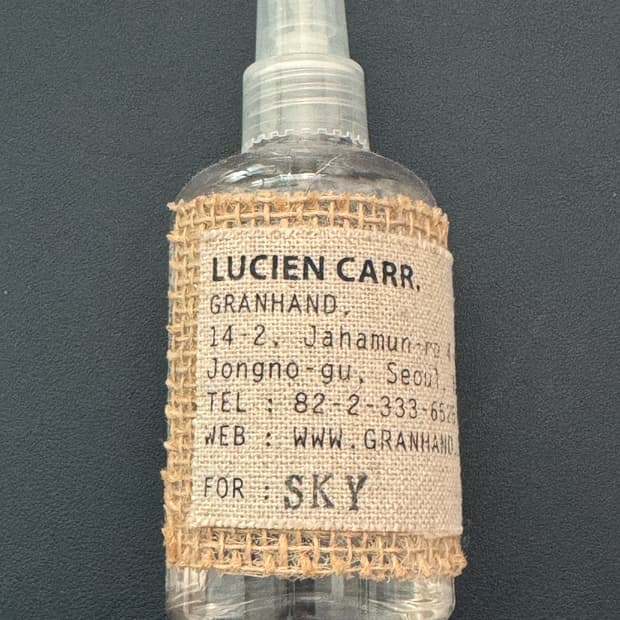 LUCIEN CARR.
GRANHAND.
14-2, Jahamun-ro
Jongno-gu, Seoul,
TEL : 82-2-333-652
WEB : WWW.GRANHAND.
FOR : SKY